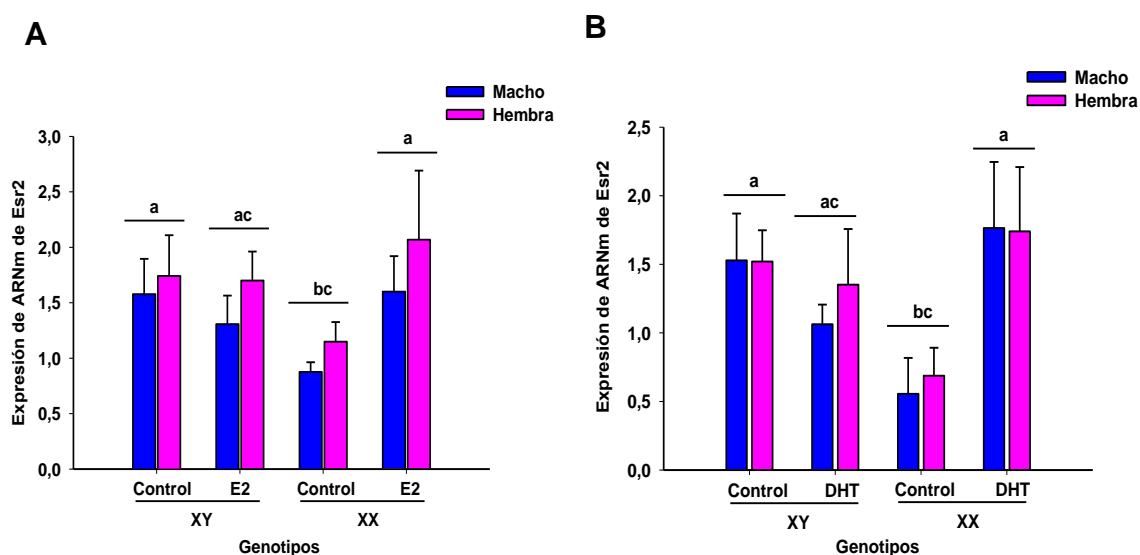 A
Macho
Hembra
Expresión de ARNm de Esr2
3,0
2,5
2,0
1,5
1,0
0,5
0,0
a
ac
bc
a
Control
E2
Control
E2
XY
XX
Genotipos
B
Macho
Hembra
Expresión de ARNm de Esr2
2,5
2,0
1,5
1,0
0,5
0,0
a
ac
bc
a
Control
DHT
Control
DHT
XY
XX
Genotipos